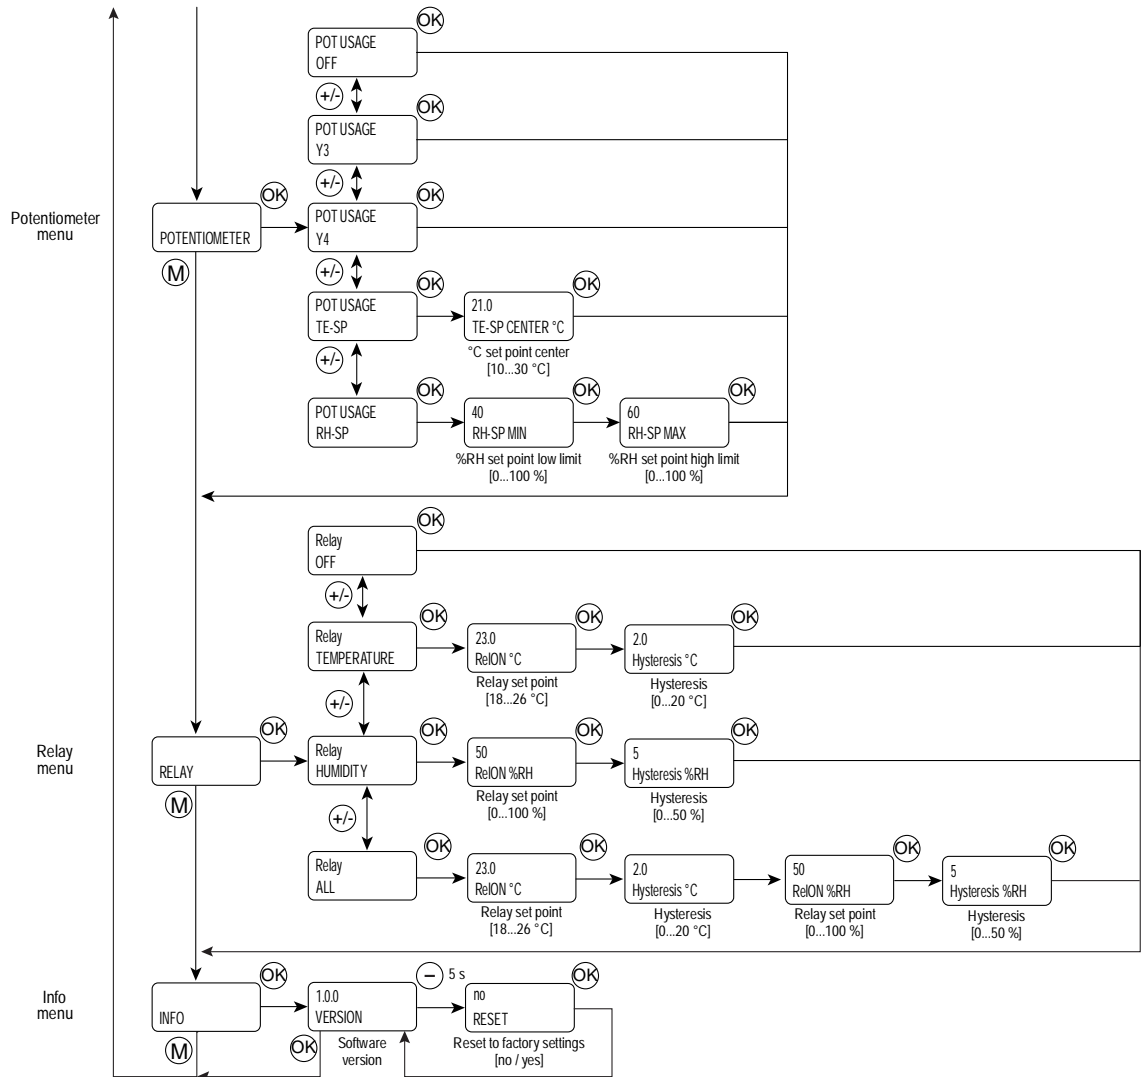 OK
POT USAGE
OFF
+/-
OK
POT USAGE
Y3
+/-
OK
OK
Potentiometer
menu
POTENTIOMETER
POT USAGE
Y4
M
+/-
OK
OK
POT USAGE
TE-SP
21.0
TE-SP CENTER °C
°C set point center
[10...30 °C]
+/-
OK
OK
OK
POT USAGE
RH-SP
40
RH-SP MIN
60
RH-SP MAX
%RH set point low limit
[0...100 %]
%RH set point high limit
[0...100 %]
OK
Relay
OFF
+/-
OK
OK
OK
Relay
TEMPERATURE
23.0
RelON °C
2.0
Hysteresis °C
Relay set point
[18...26 °C]
Hysteresis
[0...20 °C]
+/-
OK
OK
OK
OK
Relay
menu
RELAY
Relay
HUMIDITY
50
RelON %RH
5
Hysteresis %RH
Relay set point
[0...100 %]
Hysteresis
[0...50 %]
M
+/-
OK
OK
OK
OK
Relay
ALL
23.0
RelON °C
2.0
Hysteresis °C
50
RelON %RH
5
Hysteresis %RH
Relay set point
[18...26 °C]
Hysteresis
[0...20 °C]
Relay set point
[0...100 %]
Hysteresis
[0...50 %]
OK
– 5 s
OK
Info
menu
INFO
1.0.0
VERSION
no
RESET
M
OK
Software
version
Reset to factory settings
[no / yes]